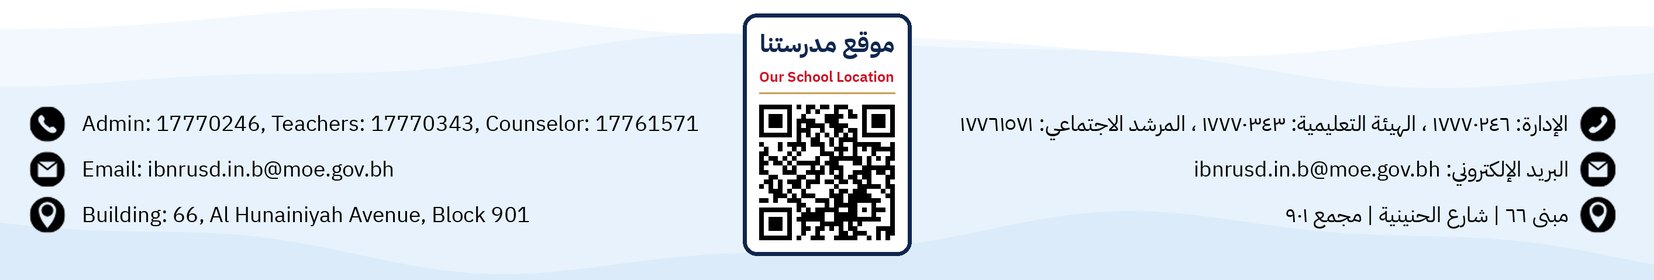 موقع مدرستنا
Our School Location
Admin: 17770246, Teachers: 17770343, Counselor: 17761571
Email: ibnrusd.in.b@moe.gov.bh
Building: 66, Al Hunainiyah Avenue, Block 901
الإدارة: ١٧٧٧٠٢٤٦ ، الهيئة التعليمية: ١٧٧٧٠٣٤٣ ، المرشد الاجتماعي: ١٧٧٦١٥٧١
البريد الإلكتروني: ibnrusd.in.b@moe.gov.bh
مبنى ٦٦ | شارع الحنينية | مجمع ٩٠١